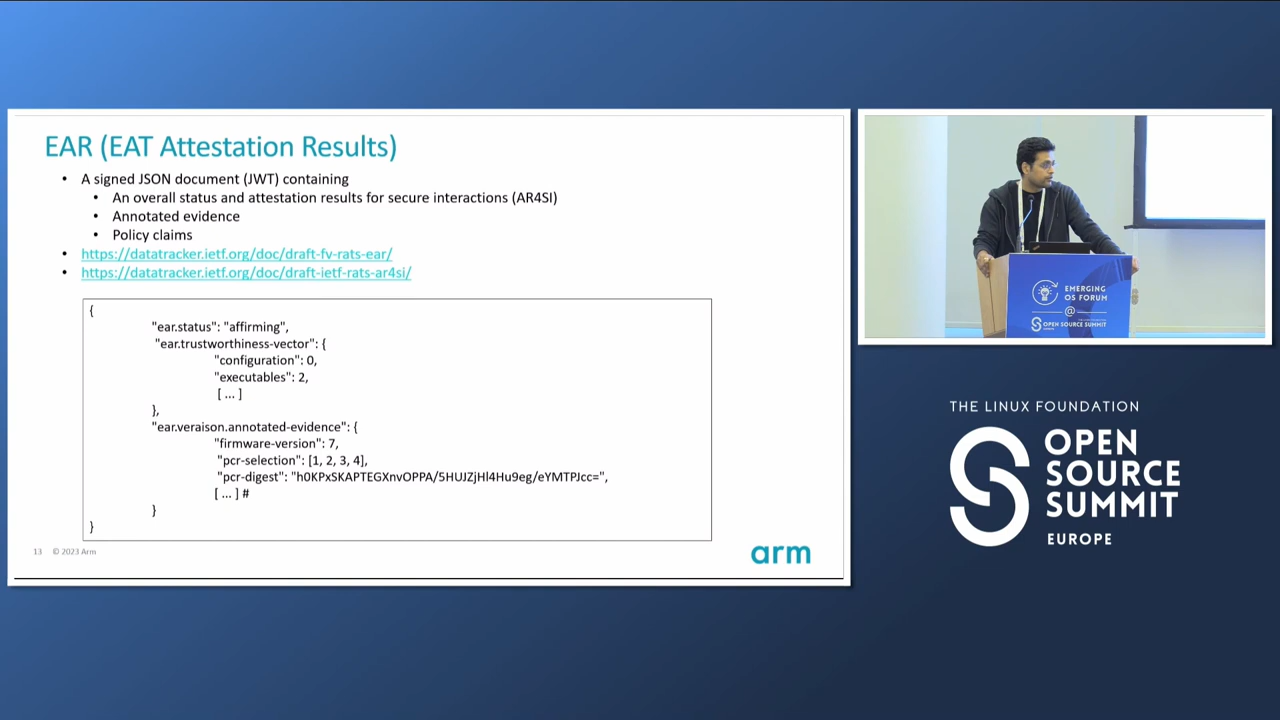 EAR (EAT Attestation Results)
• A signed JSON document (JWT) containing
• An overall status and attestation results for secure interactions (AR4SI)
• Annotated evidence
• Policy claims
• https://datatracker.ietf.org/doc/draft-fv-rats-ear/
• https://datatracker.ietf.org/doc/draft-ietf-rats-ar4si/
{
"ear.status": "affirming",
"ear.trustworthiness-vector": {
"configuration": 0,
"executables": 2,
[ ... ]
},
"ear.veraison.annotated-evidence": {
"firmware-version": 7,
"pcr-selection": [1, 2, 3, 4],
"pcr-digest": "h0KPxSKAPTEGXnvOPPA/5HUJZjHl4Hu9eg/eYMTPJcc=",
[ ... ] #
}
}
13 © 2023 Arm
arm
EMERGING
OS FORUM
@
OPEN SOURCE SUMMIT
THE LINUX FOUNDATION
OPEN
SOURCE
SUMMIT
EUROPE